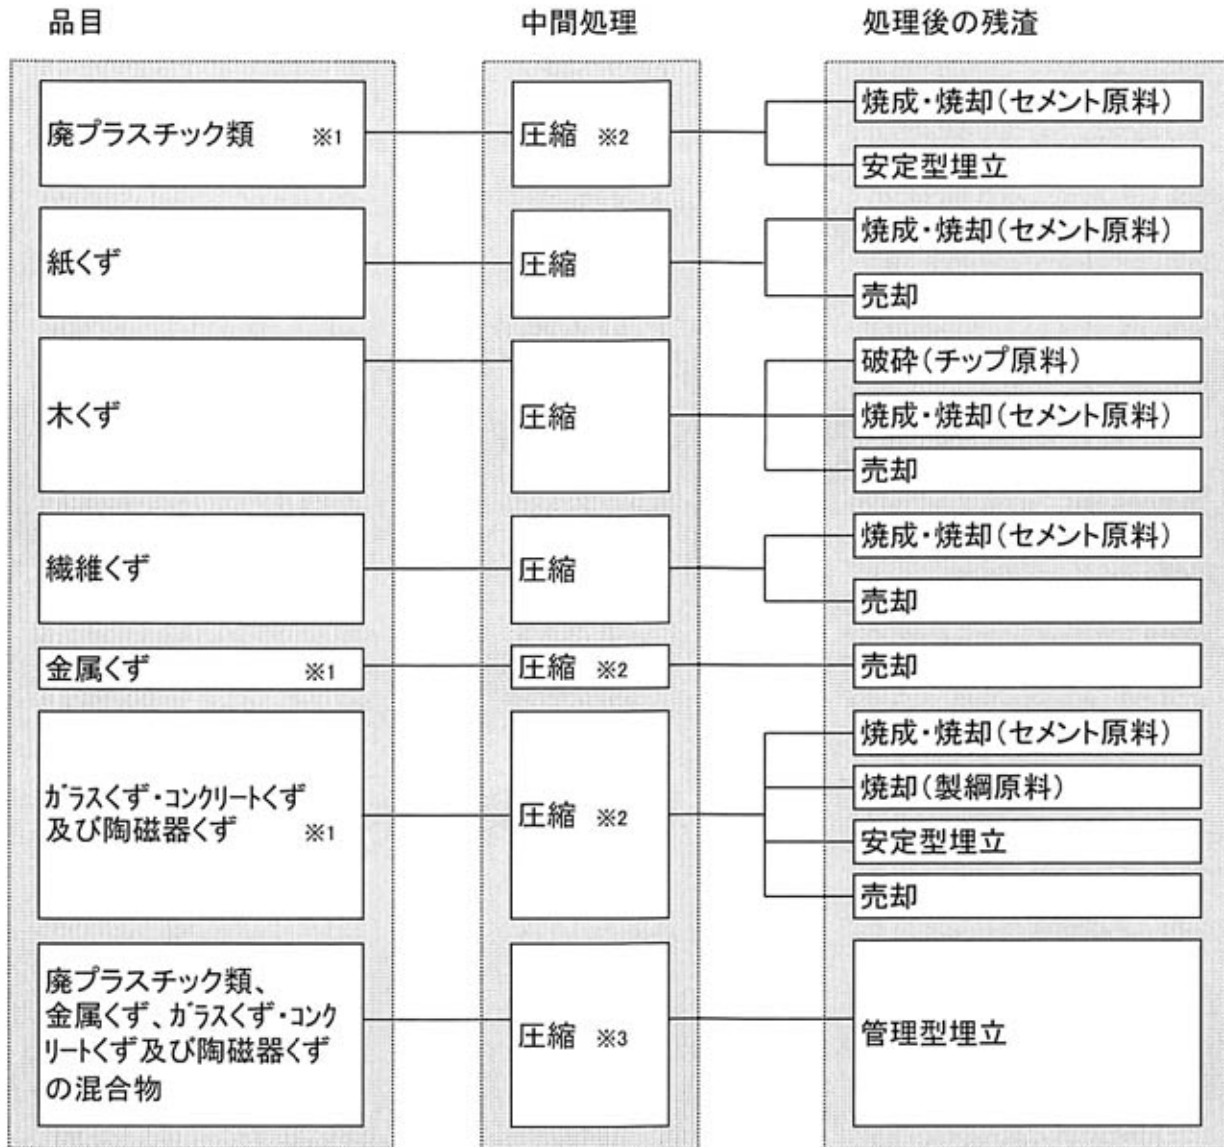 品目 中間処理 処理後の残渣
廃プラスチック類 ※1 圧縮 ※2 焼成・焼却(セメント原料)
安定型埋立
紙くず 圧縮 焼成・焼却(セメント原料)
売却
木くず 圧縮 破砕(チップ原料)
焼成・焼却(セメント原料)
売却
繊維くず 圧縮 焼成・焼却(セメント原料)
売却
金属くず ※1 圧縮 ※2 売却
ガラスくず・コンクリートくず
及び陶磁器くず ※1 圧縮 ※2 焼成・焼却(セメント原料)
焼却(製綱原料)
安定型埋立
売却
廃プラスチック類、
金属くず、ガラスくず・コンク
リートくず及び陶磁器くず
の混合物 圧縮 ※3 管理型埋立